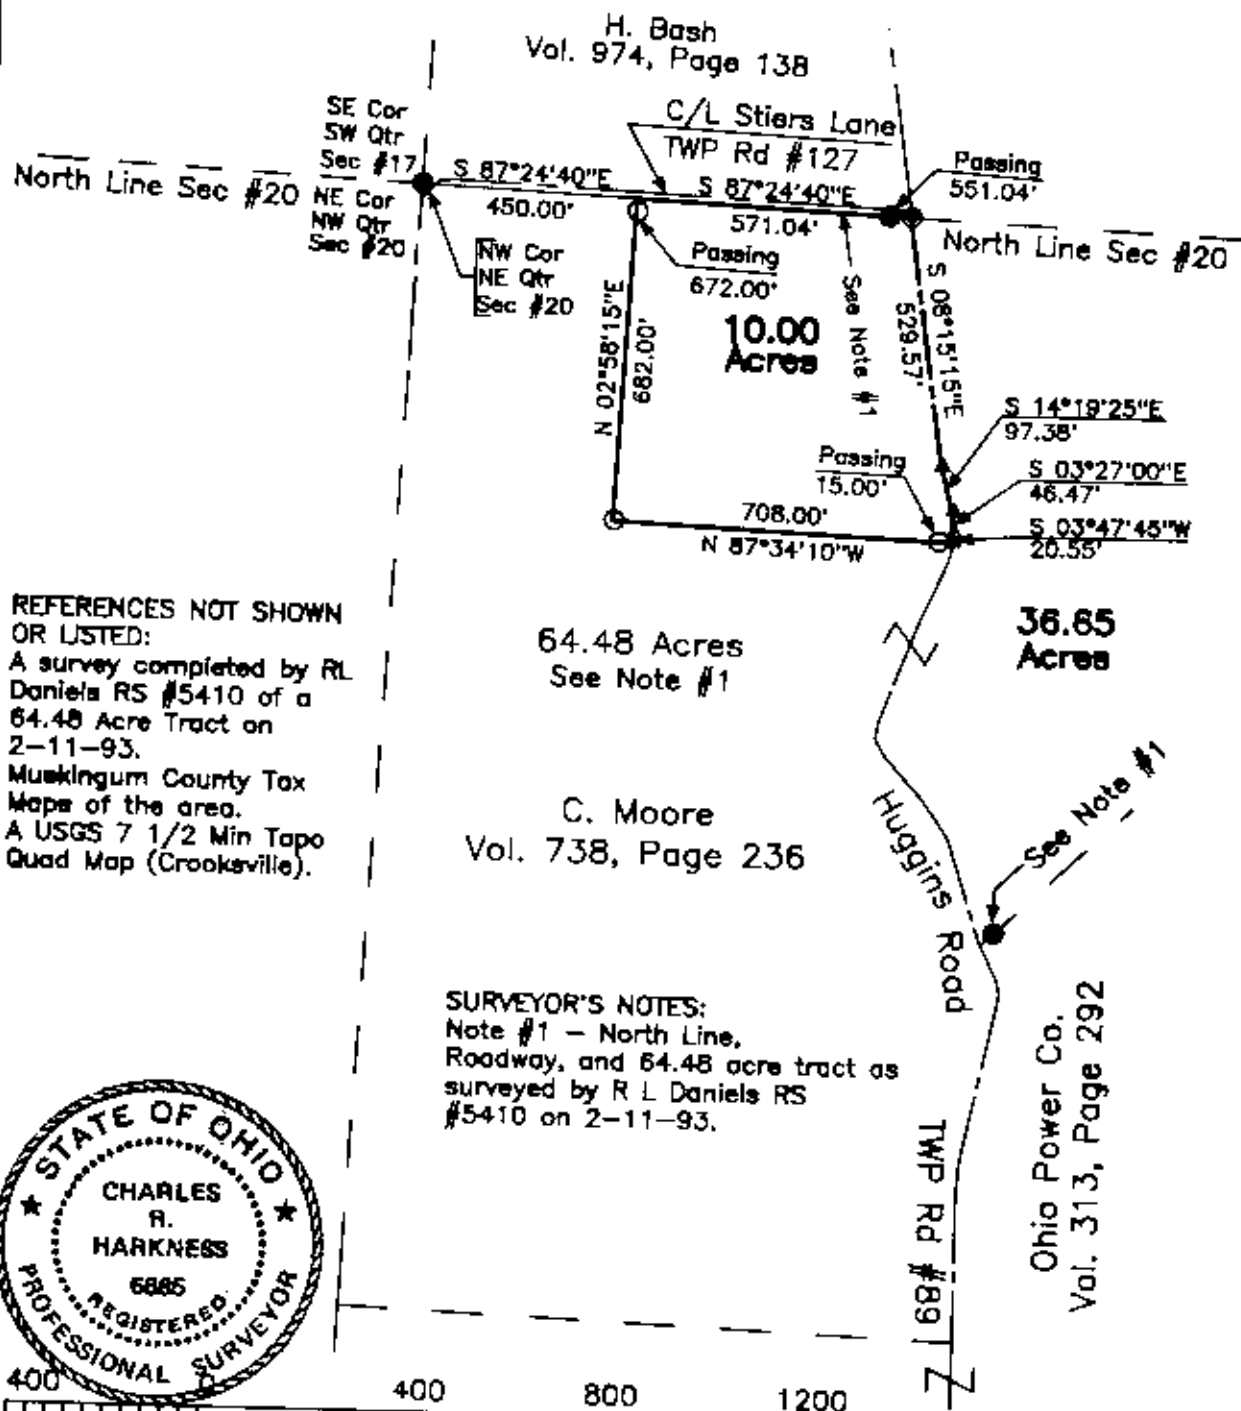 H. Bash
Vol. 974, Page 138
SE Cor
SW Qtr
Sec #17
C/L Stiers Lane
TWP Rd #127
Passing
551.04'
North Line Sec #20
S 87°24'40"E
450.00'
S 87°24'40"E
571.04'
NE Cor
NW Qtr
Sec #20
NW Cor
NE Qtr
Sec #20
Passing
672.00'
North Line Sec #20
N 02°58'15"E
682.00'
10.00
Acres
See Note #1
S 08°15'15"E
529.57'
S 14°19'25"E
97.38'
Passing
15.00'
S 03°27'00"E
46.47'
708.00'
N 87°34'10"W
S 03°47'45"W
20.55'
REFERENCES NOT SHOWN
OR LISTED:
A survey completed by RL
Daniels RS #5410 of a
64.48 Acre Tract on
2-11-93.
Muskingum County Tax
Maps of the area.
A USGS 7 1/2 Min Topo
Quad Map (Crooksville).
64.48 Acres
See Note #1
36.65
Acres
C. Moore
Vol. 738, Page 236
Huggins Road
See Note #1
SURVEYOR'S NOTES:
Note #1 - North Line,
Roadway, and 64.48 acre tract as
surveyed by R L Daniels RS
#5410 on 2-11-93.
TWP Rd #89
Ohio Power Co.
Vol. 313, Page 292
STATE OF OHIO
CHARLES
R.
HARKNESS
6885
REGISTERED
PROFESSIONAL SURVEYOR
400
0
400
800
1200